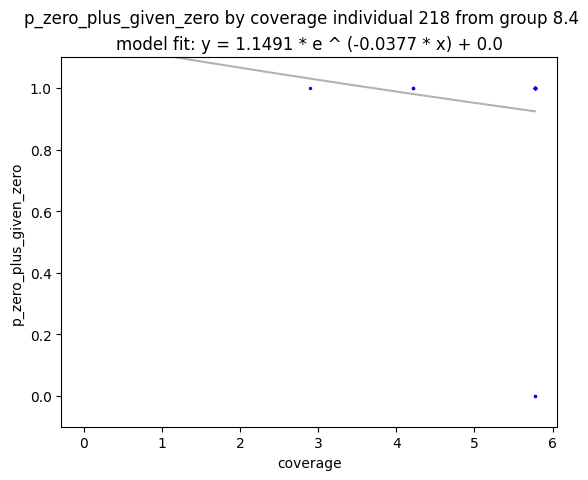 p_zero_plus_given_zero by coverage individual 218 from group 8.4
model fit: y = 1.1491 * e ^ (-0.0377 * x) + 0.0
1.0
0.8
0.6
0.4
0.2
0.0
p_zero_plus_given_zero
0 1 2 3 4 5 6
coverage